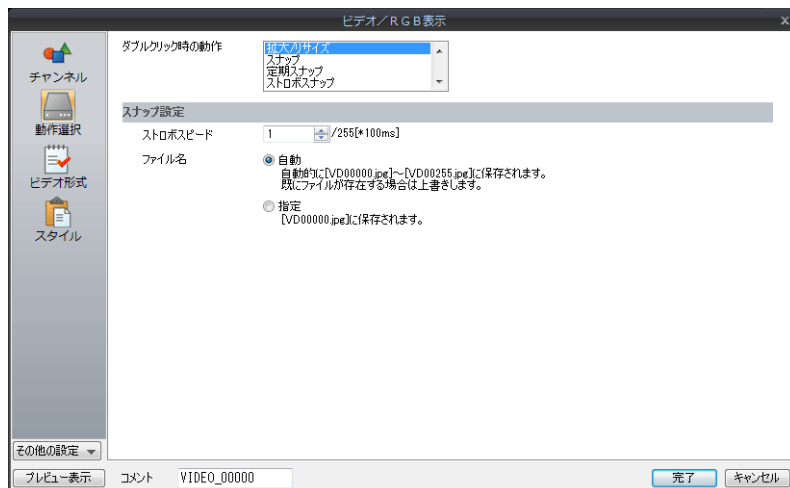 ビデオ／ＲＧＢ表示
x
チャンネル
動作選択
ビデオ形式
スタイル
ダブルクリック時の動作
拡大/リサイズ
スナップ
定期スナップ
ストロボスナップ
スナップ設定
ストロボスピード 1 /255[*100ms]
ファイル名 自動
自動的に[VD00000.jpg]～[VD00255.jpg]に保存されます。
既にファイルが存在する場合は上書きします。
指定
[VD00000.jpg]に保存されます。
その他の設定
プレビュー表示 コメント VIDEO_00000 完了 キャンセル